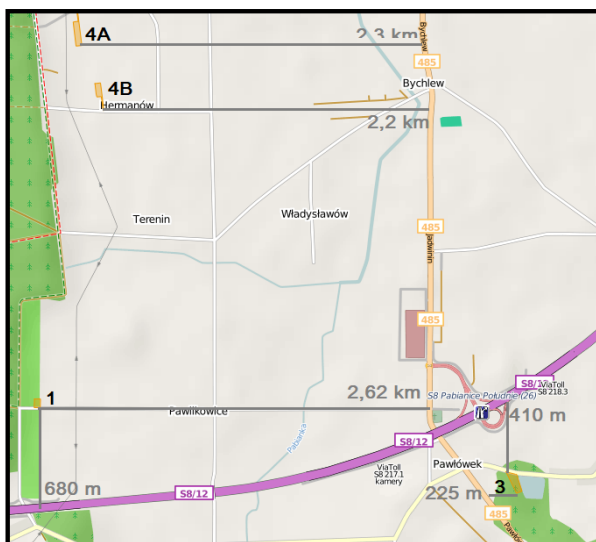 4A
2,3 km
Bychlew
485
4B
Bychlew
Hermanów
2,2 km
Terenin
Władysławów
485
Jadwinin
485
S8/12
ViaToll
S8 218.3
1
2,62 km
S8 Pabianice Południe (26)
Pawlikowice
410 m
Pabianka
S8/12
ViaToll
S8 217.1
kamery
Pawłówek
680 m
S8/12
225 m
3
485